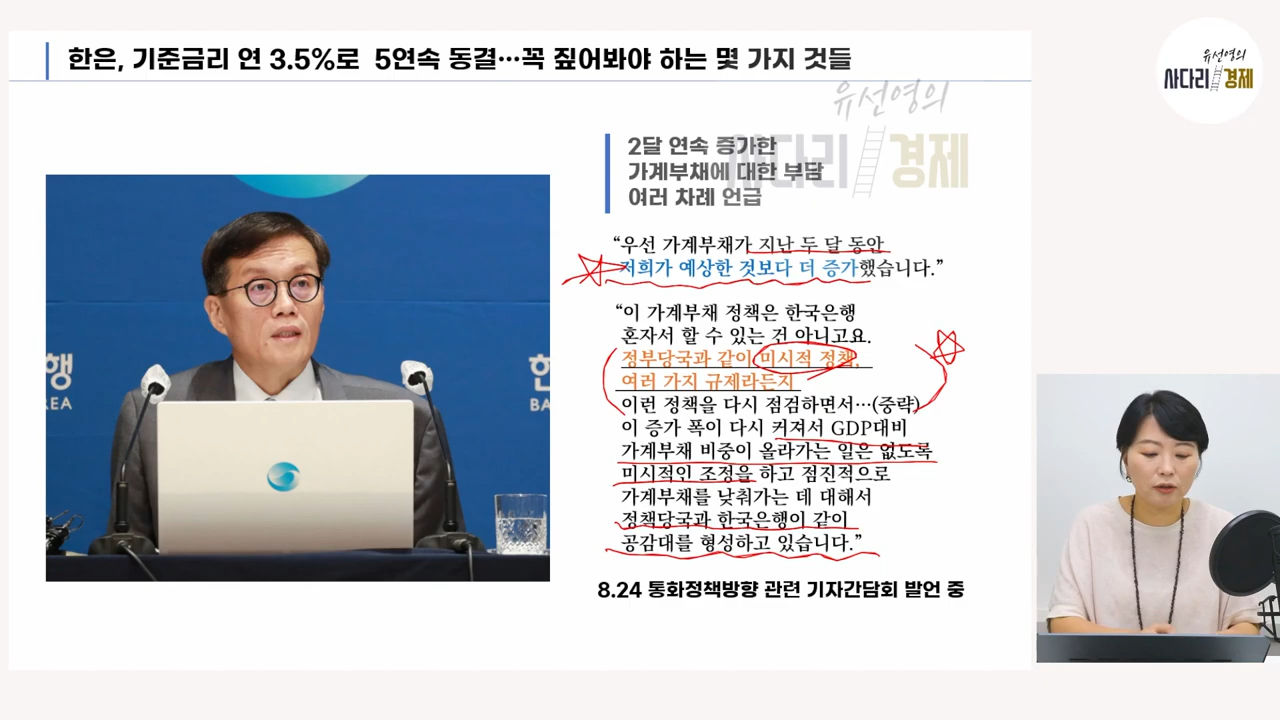 한은, 기준금리 연 3.5%로 5연속 동결…꼭 짚어봐야 하는 몇 가지 것들
유선영의
사다리 경제
유선영의
사다리 경제
2달 연속 증가한
가계부채에 대한 부담
여러 차례 언급
“우선 가계부채가 지난 두 달 동안
저희가 예상한 것보다 더 증가했습니다.”
“이 가계부채 정책은 한국은행
혼자서 할 수 있는 건 아니고요.
정부당국과 같이 미시적 정책,
여러 가지 규제라든지
이런 정책을 다시 점검하면서…(중략)
이 증가 폭이 다시 커져서 GDP대비
가계부채 비중이 올라가는 일은 없도록
미시적인 조정을 하고 점진적으로
가계부채를 낮춰가는 데 대해서
정책당국과 한국은행이 같이
공감대를 형성하고 있습니다.”
8.24 통화정책방향 관련 기자간담회 발언 중
행
REA
한
BA